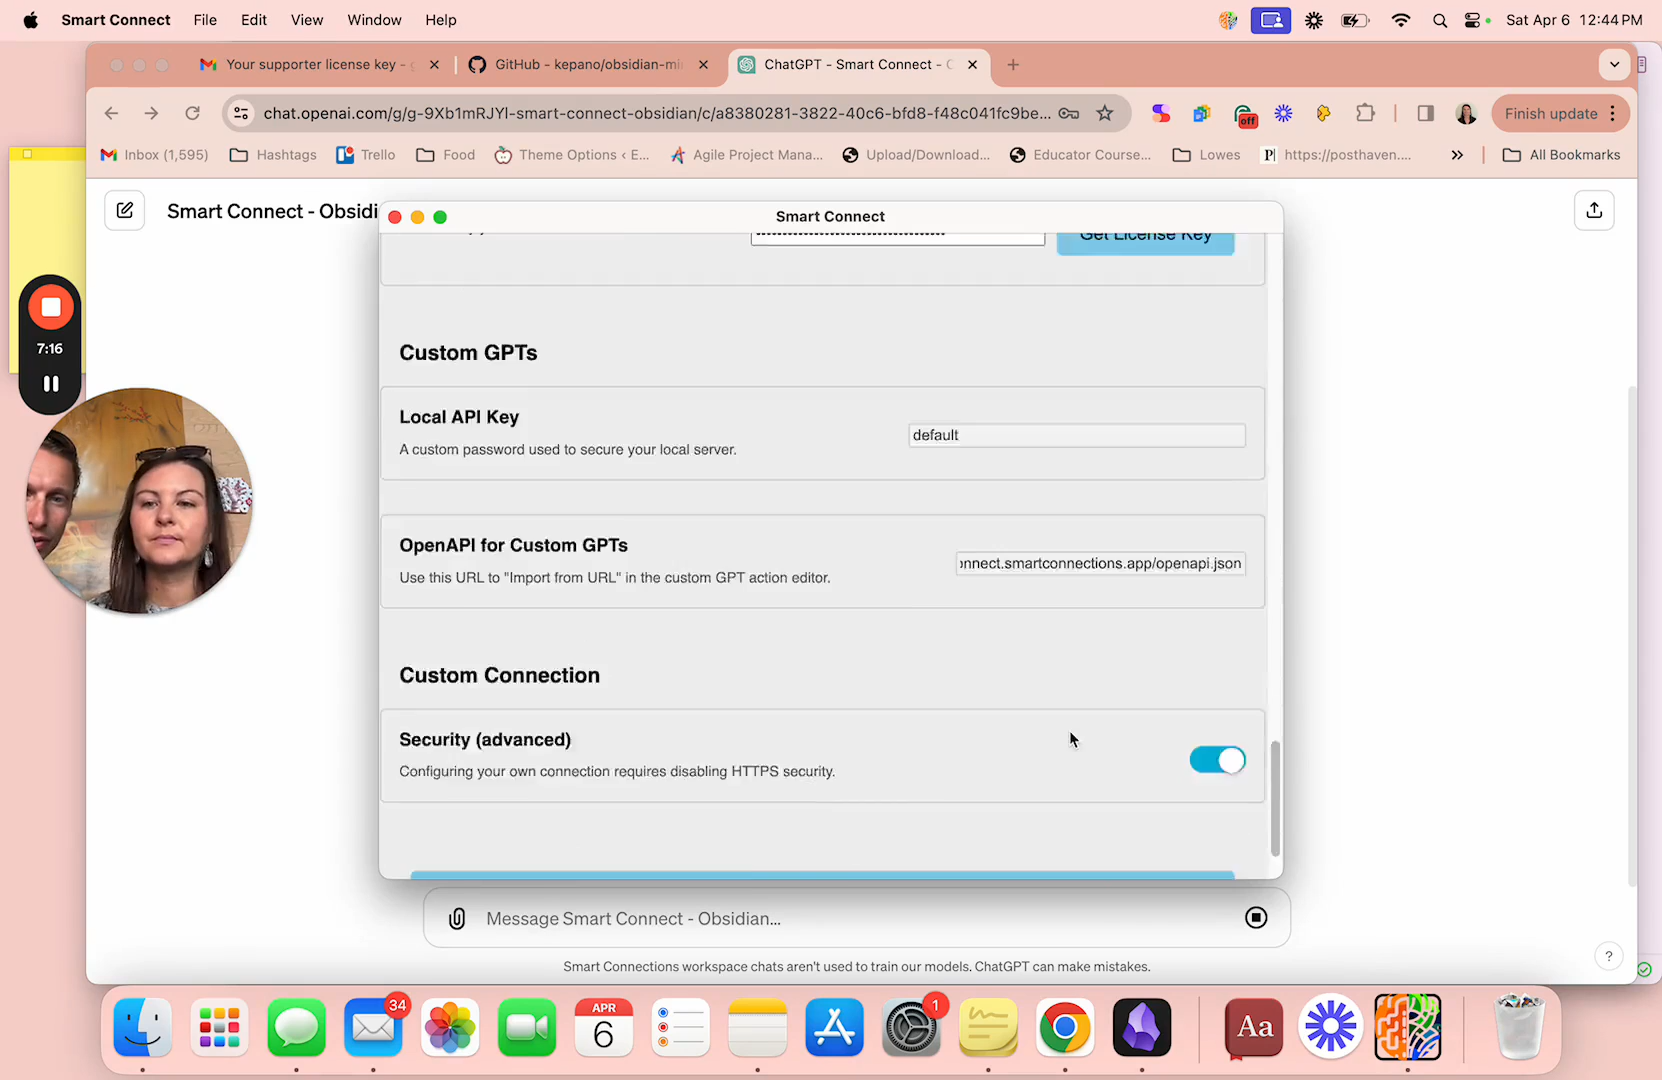 Smart Connect File Edit View Window Help Sat Apr 6 12:44 PM
Your supporter license key - GitHub - kepano/obsidian-mi ChatGPT - Smart Connect -
chat.openai.com/g/g-9Xb1mRJYI-smart-connect-obsidian/c/a8380281-3822-40c6-bfd8-f48c041fc9be... off Finish update
Inbox (1,595) Hashtags Trello Food Theme Options ‹ E... Agile Project Mana... Upload/Download... Educator Course... Lowes P| https://posthaven.... » All Bookmarks
Smart Connect - Obsidi
Smart Connect
Get License Key
7:16
Custom GPTs
Local API Key
default
A custom password used to secure your local server.
OpenAPI for Custom GPTs
nnect.smartconnections.app/openapi.json
Use this URL to "Import from URL" in the custom GPT action editor.
Custom Connection
Security (advanced)
Configuring your own connection requires disabling HTTPS security.
Message Smart Connect - Obsidian...
Smart Connections workspace chats aren't used to train our models. ChatGPT can make mistakes.
?
34
APR
6
1
Aa